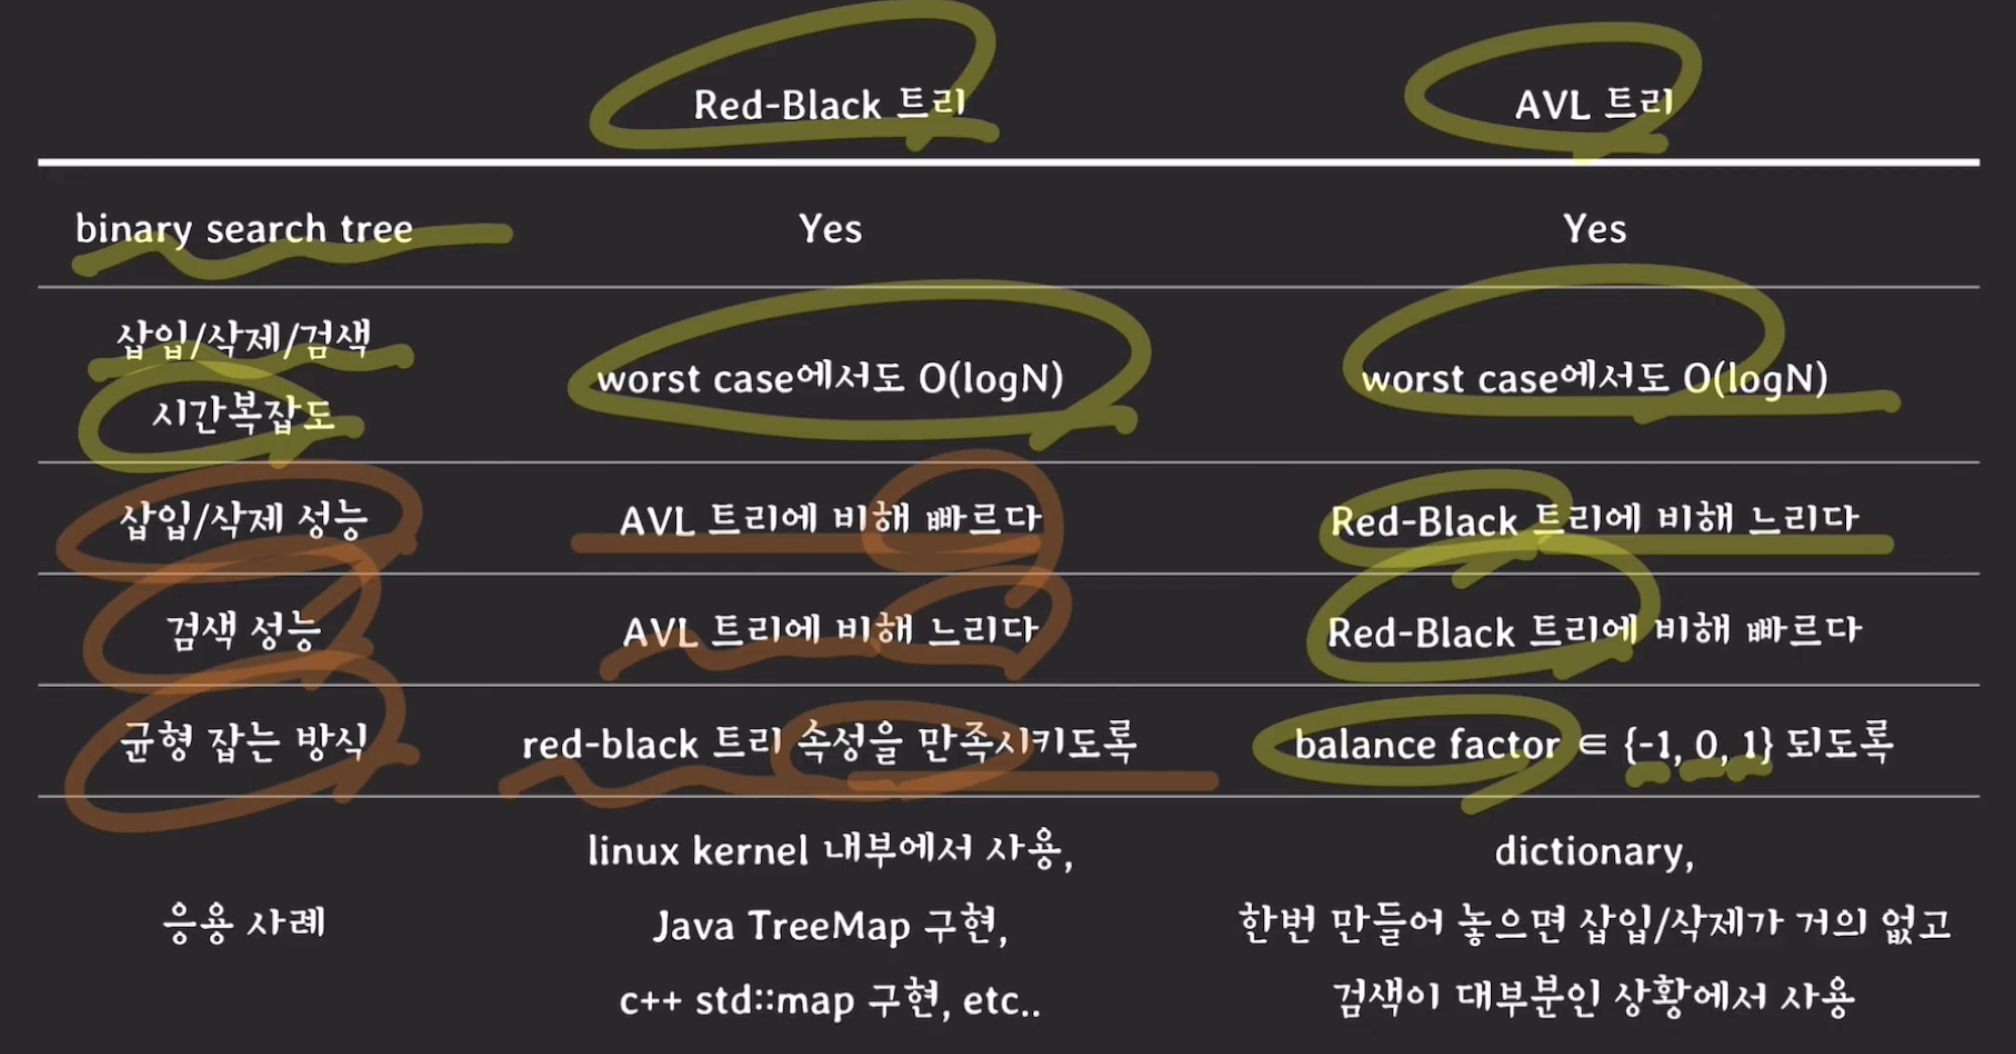 Red-Black 트리
AVL 트리
binary search tree
Yes
Yes
삽입/삭제/검색
시간복잡도
worst case에서도 O(logN)
worst case에서도 O(logN)
삽입/삭제 성능
AVL 트리에 비해 빠르다
Red-Black 트리에 비해 느리다
검색 성능
AVL 트리에 비해 느리다
Red-Black 트리에 비해 빠르다
균형 잡는 방식
red-black 트리 속성을 만족시키도록
balance factor ∈ {-1, 0, 1} 되도록
응용 사례
linux kernel 내부에서 사용,
Java TreeMap 구현,
c++ std::map 구현, etc..
dictionary,
한번 만들어 놓으면 삽입/삭제가 거의 없고
검색이 대부분인 상황에서 사용